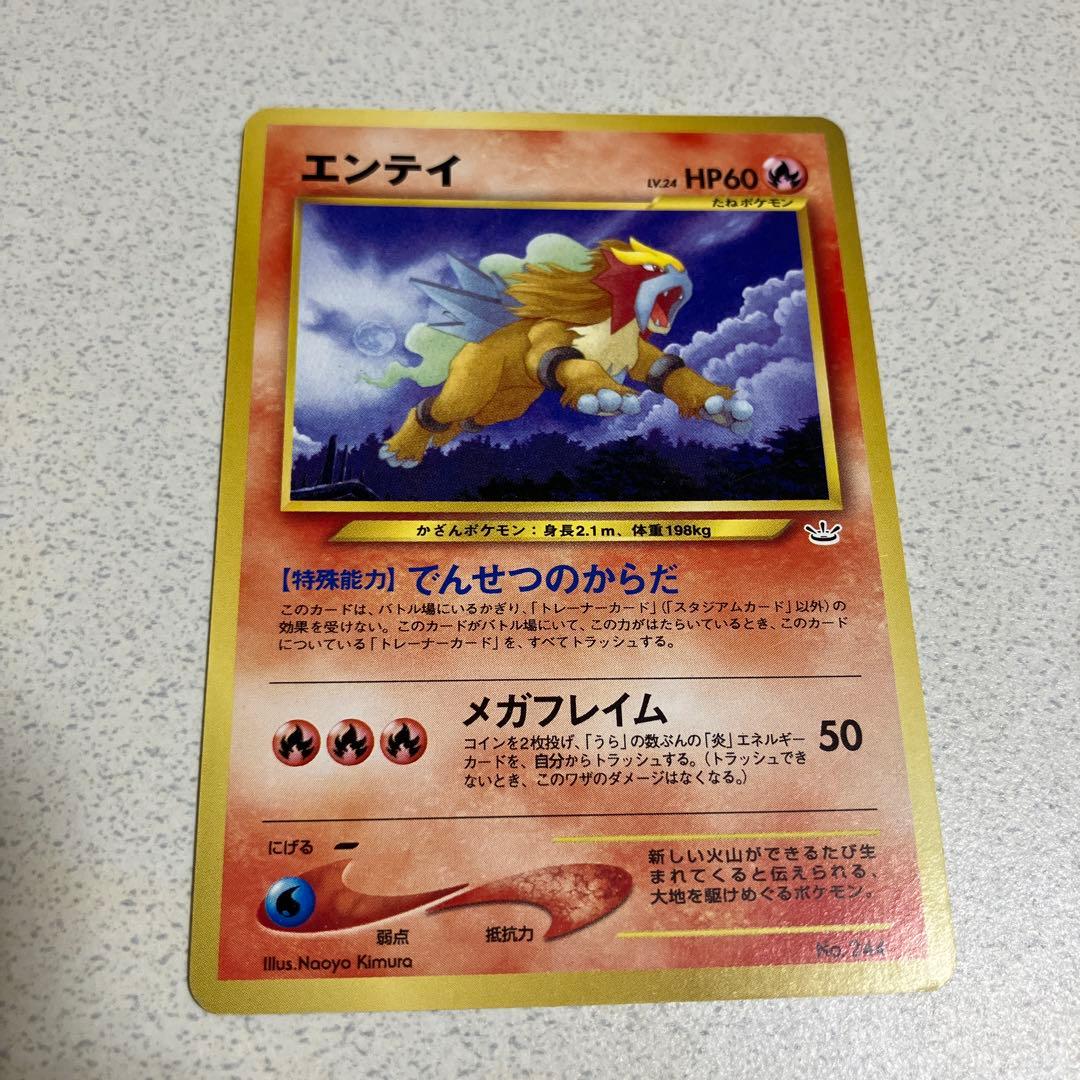 エンテイ
LV.24 HP60
たねポケモン
かざんポケモン：身長2.1m、体重198kg
【特殊能力】でんせつのからだ
このカードは、バトル場にいるかぎり、「トレーナーカード」（「スタジアムカード」以外）の
効果を受けない。このカードがバトル場にいて、この力がはたらいているとき、このカード
についている「トレーナーカード」を、すべてトラッシュする。
メガフレイム
コインを2枚投げ、「うら」の数ぶんの「炎」エネルギー
カードを、自分からトラッシュする。（トラッシュでき
ないとき、このワザのダメージはなくなる。）
50
にげる
弱点
抵抗力
新しい火山ができるたび生
まれてくると伝えられる、
大地を駆けめぐるポケモン。
Illus.Naoyo Kimura
No.244